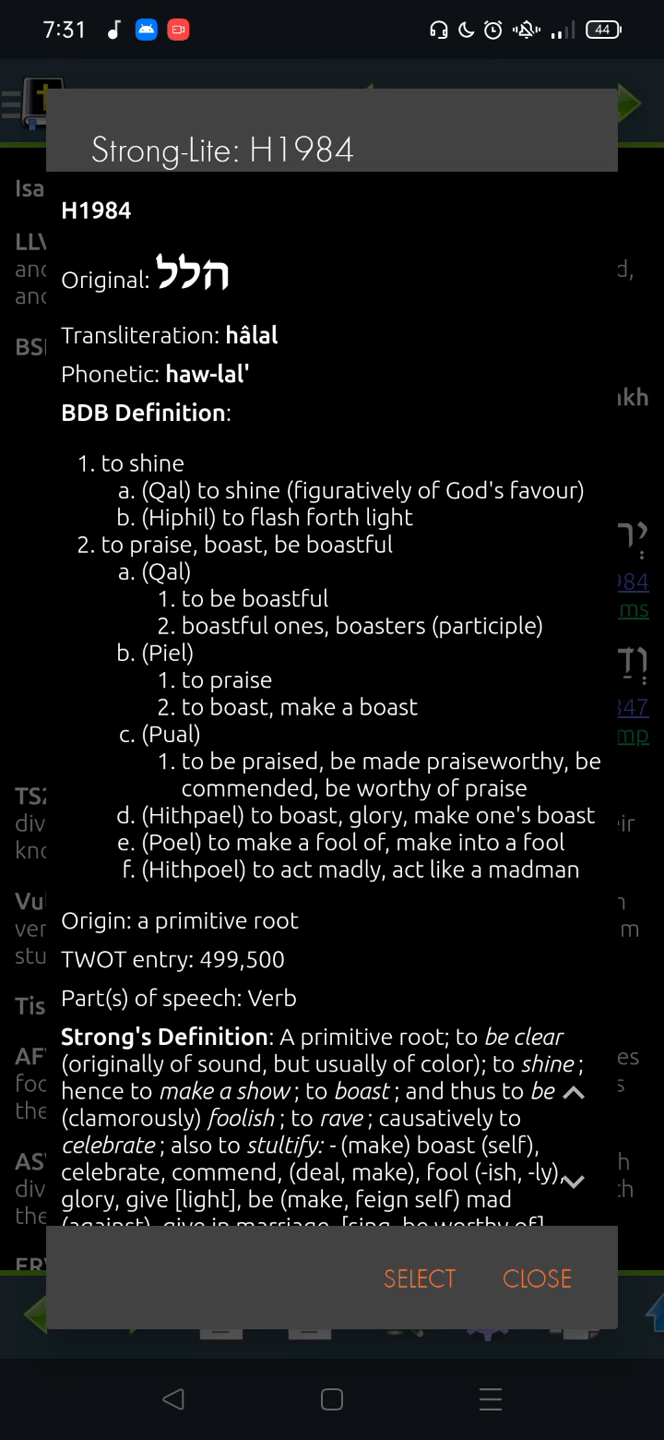 7:31
44
Strong-Lite: H1984
H1984
Original: הלל
Transliteration: hâlal
Phonetic: haw-lal'
BDB Definition:
1. to shine
a. (Qal) to shine (figuratively of God's favour)
b. (Hiphil) to flash forth light
2. to praise, boast, be boastful
a. (Qal)
1. to be boastful
2. boastful ones, boasters (participle)
b. (Piel)
1. to praise
2. to boast, make a boast
c. (Pual)
1. to be praised, be made praiseworthy, be
commended, be worthy of praise
d. (Hithpael) to boast, glory, make one's boast
e. (Poel) to make a fool of, make into a fool
f. (Hithpoel) to act madly, act like a madman
Origin: a primitive root
TWOT entry: 499,500
Part(s) of speech: Verb
Strong's Definition: A primitive root; to be clear
(originally of sound, but usually of color); to shine;
hence to make a show; to boast; and thus to be
(clamorously) foolish; to rave; causatively to
celebrate; also to stultify: - (make) boast (self),
celebrate, commend, (deal, make), fool (-ish, -ly),
glory, give [light], be (make, feign self) mad
(against), give in marriage, [sing, be worthy of]
SELECT CLOSE